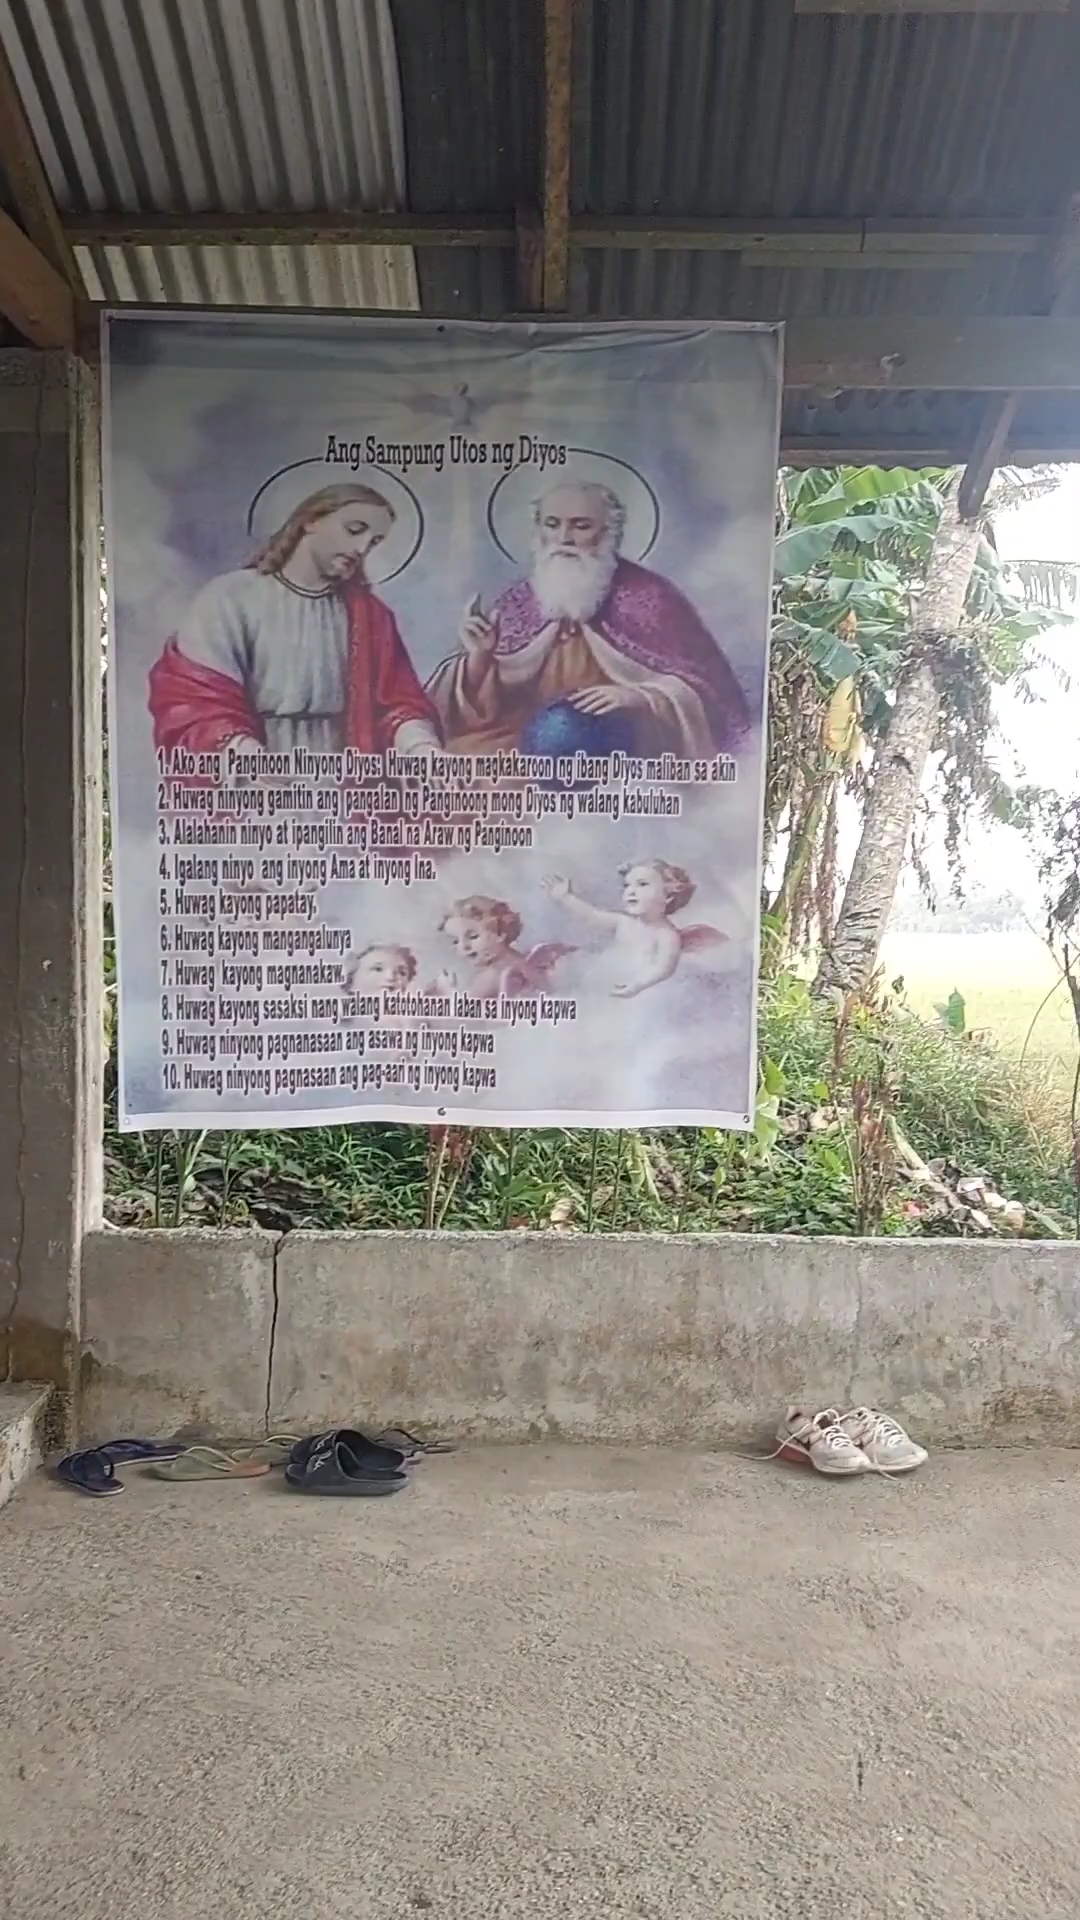 Ang Sampung Utos ng Diyos
1. Ako ang Panginoon Ninyong Diyos: Huwag kayong magkakaroon ng ibang Diyos maliban sa akin
2. Huwag ninyong gamitin ang pangalan ng Panginoong mong Diyos ng walang kabuluhan
3. Alalahanin ninyo at ipangilin ang Banal na Araw ng Panginoon
4. Igalang ninyo ang inyong Ama at inyong Ina.
5. Huwag kayong papatay.
6. Huwag kayong mangangalunya
7. Huwag kayong magnanakaw.
8. Huwag kayong sasaksi nang walang katotohanan laban sa inyong kapwa
9. Huwag ninyong pagnanasaan ang asawa ng inyong kapwa
10. Huwag ninyong pagnasaan ang pag-aari ng inyong kapwa